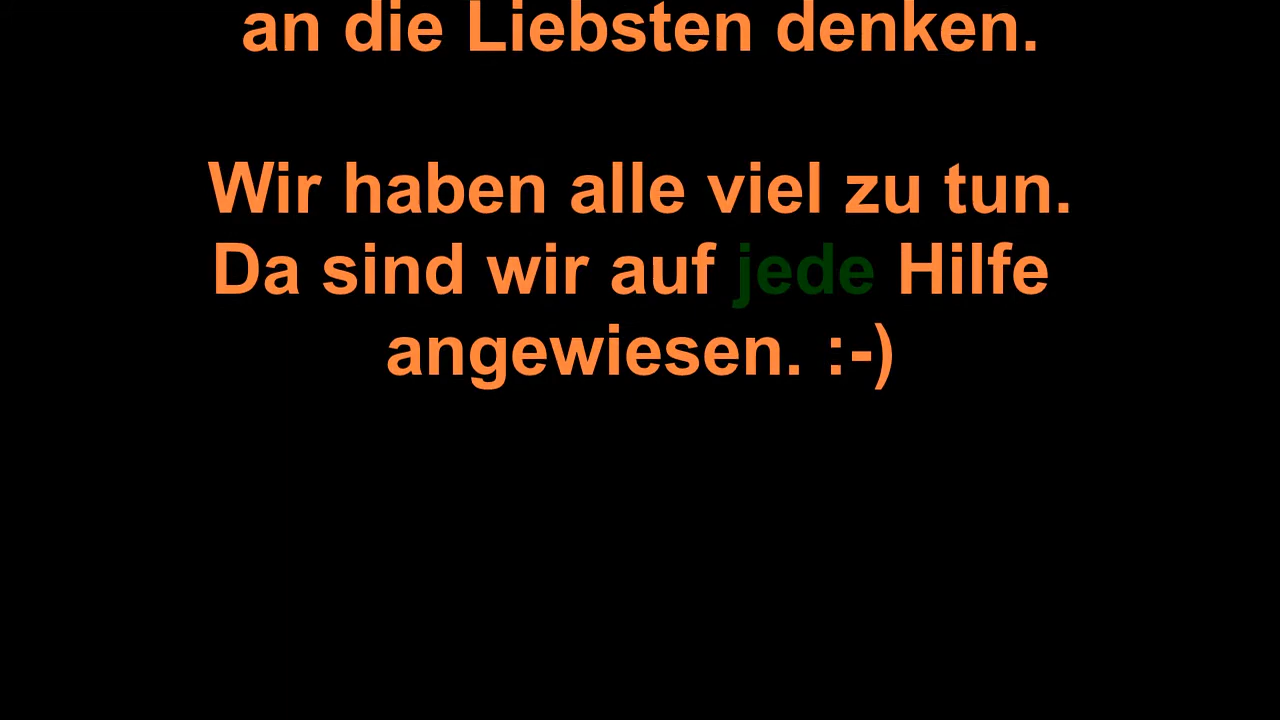 an die Liebsten denken.
Wir haben alle viel zu tun.
Da sind wir auf jede Hilfe
angewiesen. :-)